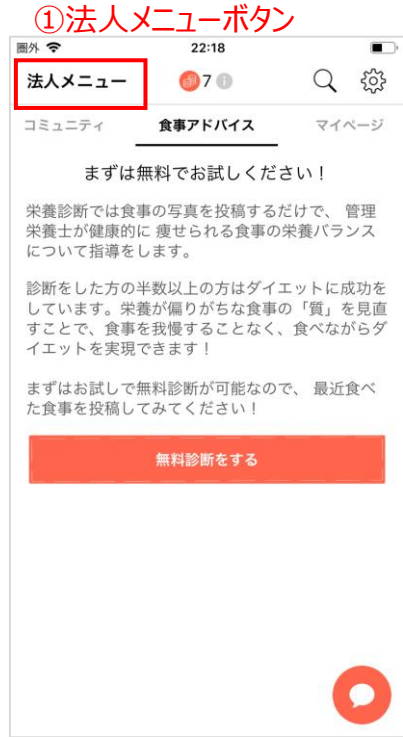 ①法人メニューボタン
圏外 22:18
法人メニュー 7
コミュニティ 食事アドバイス マイページ
まずは無料でお試しください！
栄養診断では食事の写真を投稿するだけで、 管理
栄養士が健康的に 痩せられる食事の栄養バランス
について指導をします。
診断をした方の半数以上の方はダイエットに成功を
しています。栄養が偏りがちな食事の「質」を見直
すことで、食事を我慢することなく、食べながらダ
イエットを実現できます！
まずはお試しで無料診断が可能なので、 最近食べ
た食事を投稿してみてください！
無料診断をする